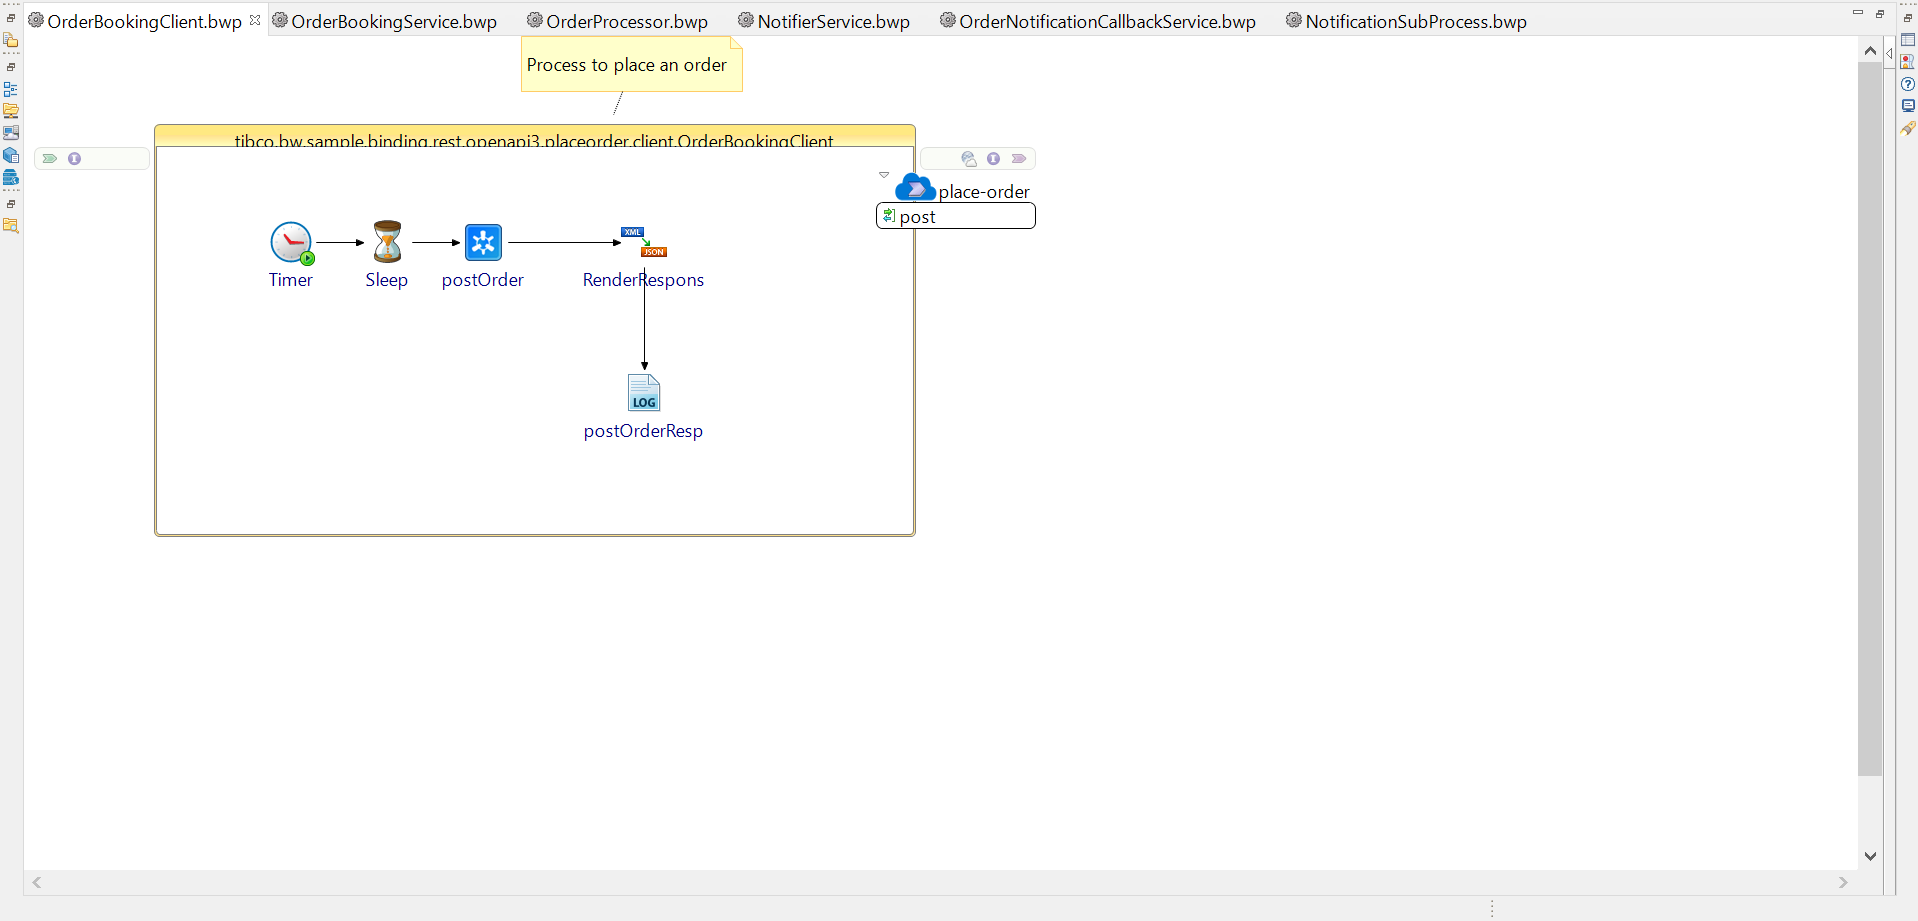 OrderBookingClient.bwp
OrderBookingService.bwp
OrderProcessor.bwp
NotifierService.bwp
OrderNotificationCallbackService.bwp
NotificationSubProcess.bwp
Process to place an order
tibco.bw.sample.binding.rest.openapi3.placeorder.client.OrderBookingClient
place-order
post
XML
JSON
Timer
Sleep
postOrder
RenderRespons
LOG
postOrderResp